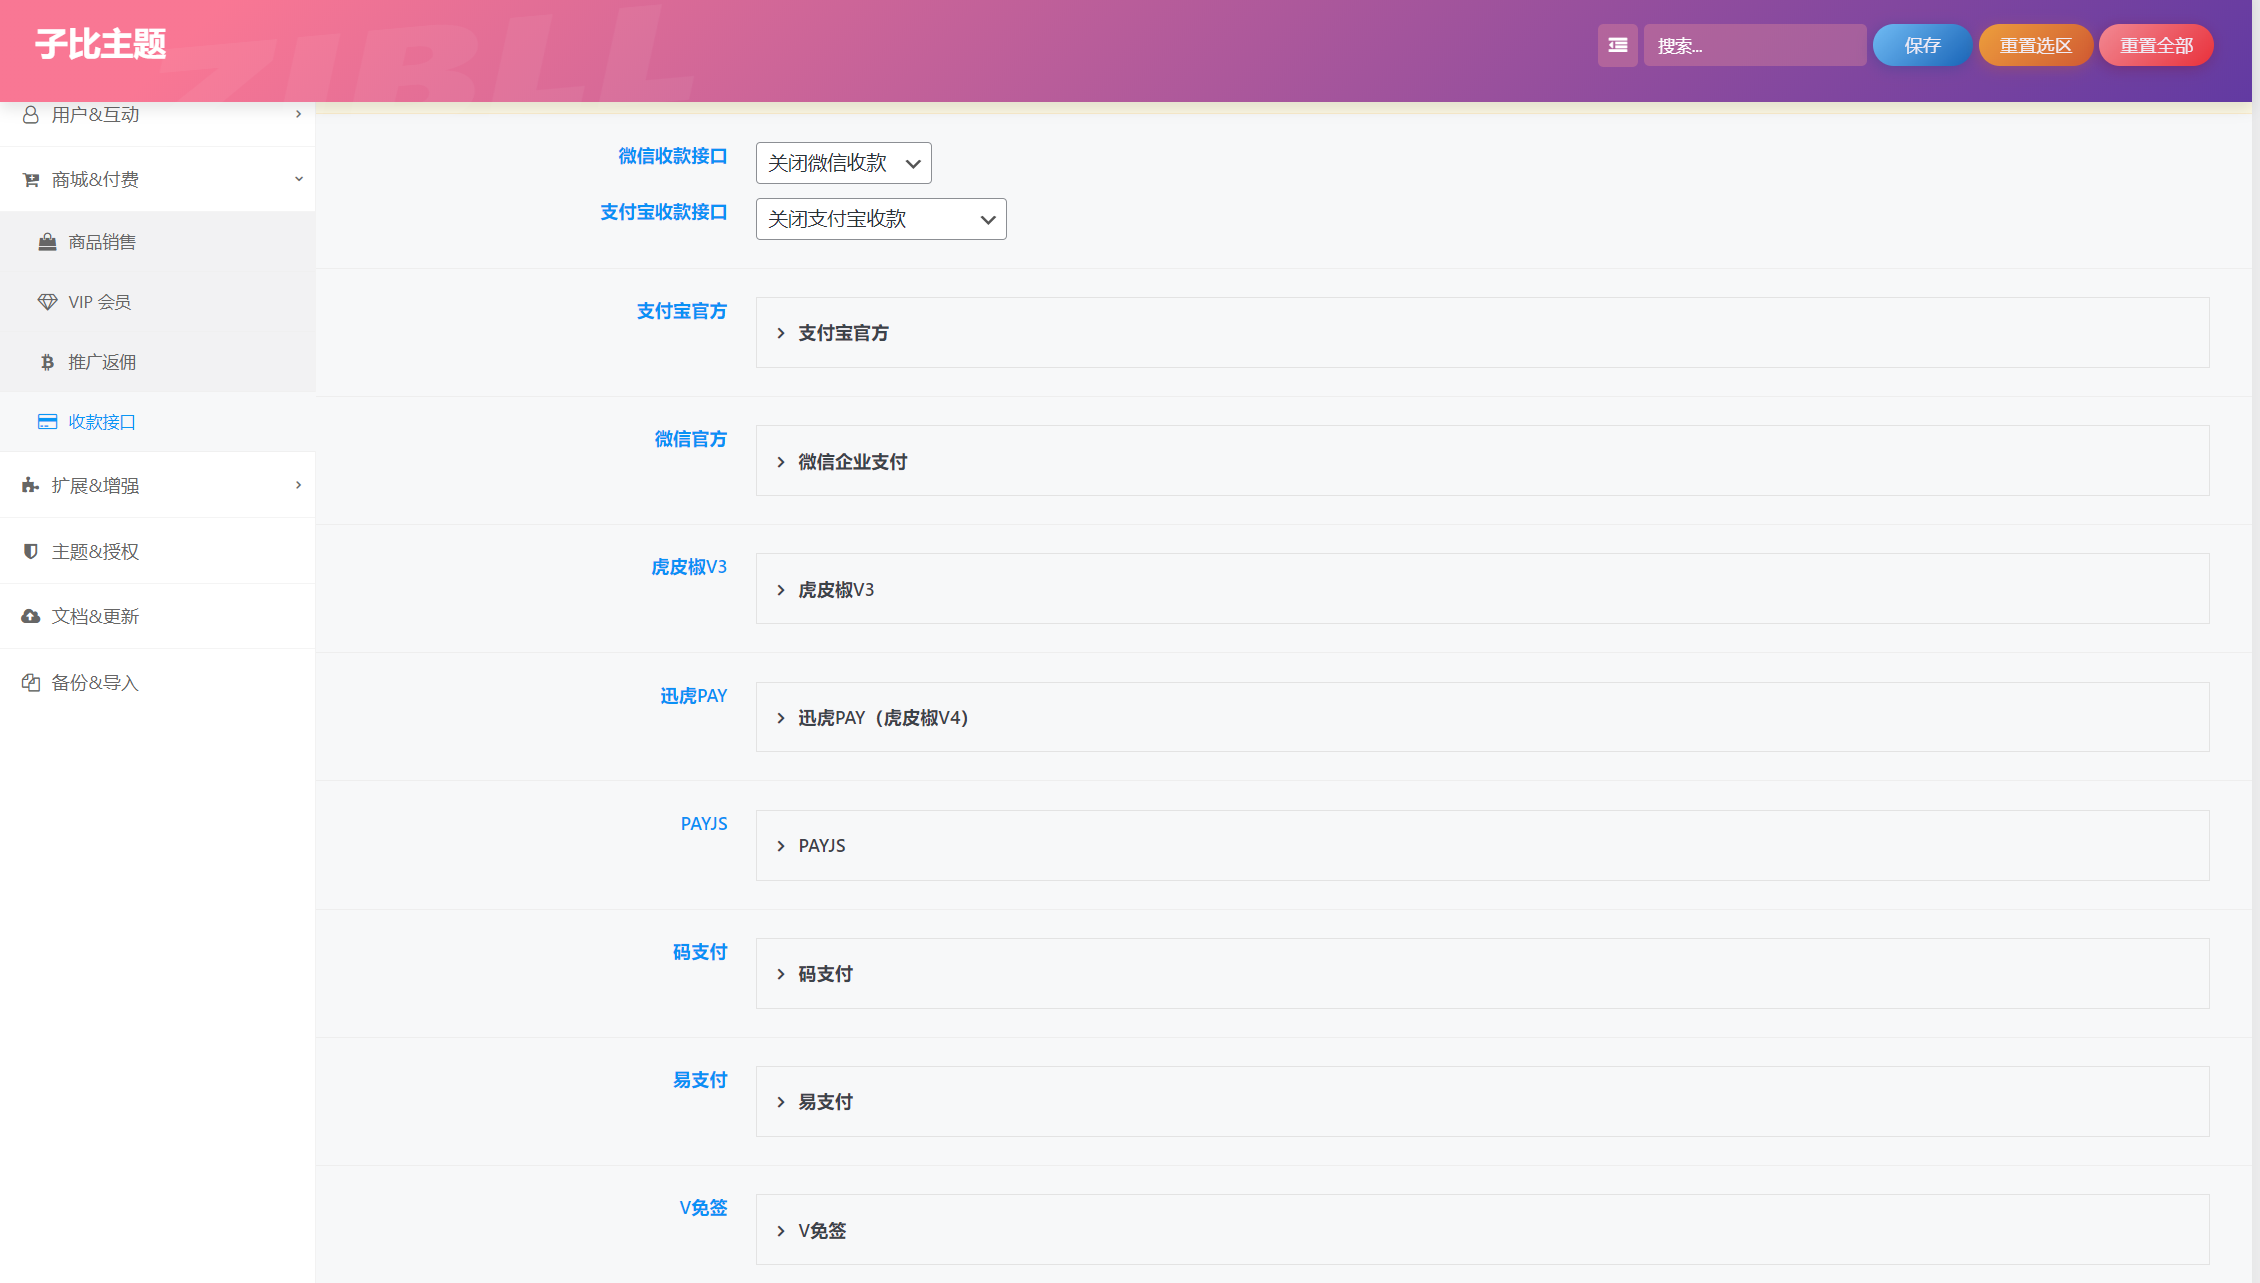 子比主题
ZIBLL
搜索...
保存
重置选区
重置全部
用户&互动
商城&付费
商品销售
VIP 会员
推广返佣
收款接口
扩展&增强
主题&授权
文档&更新
备份&导入
微信收款接口
关闭微信收款
支付宝收款接口
关闭支付宝收款
支付宝官方
支付宝官方
微信官方
微信企业支付
虎皮椒V3
虎皮椒V3
迅虎PAY
迅虎PAY（虎皮椒V4）
PAYJS
PAYJS
码支付
码支付
易支付
易支付
V免签
V免签